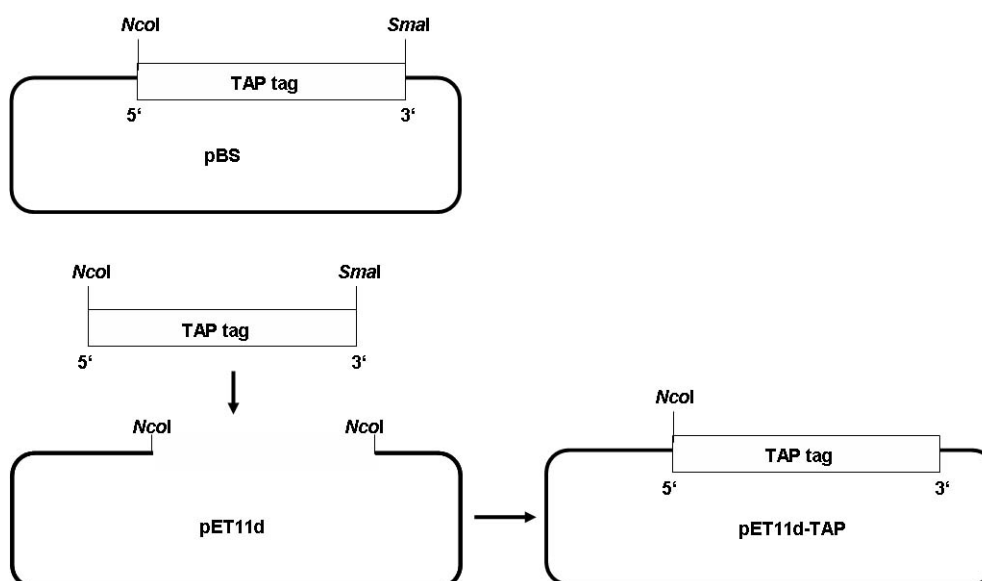 NcoI SmaI
TAP tag
5‘ 3‘
pBS
NcoI SmaI
TAP tag
5‘ 3‘
NcoI NcoI
pET11d
NcoI
TAP tag
5‘ 3‘
pET11d-TAP